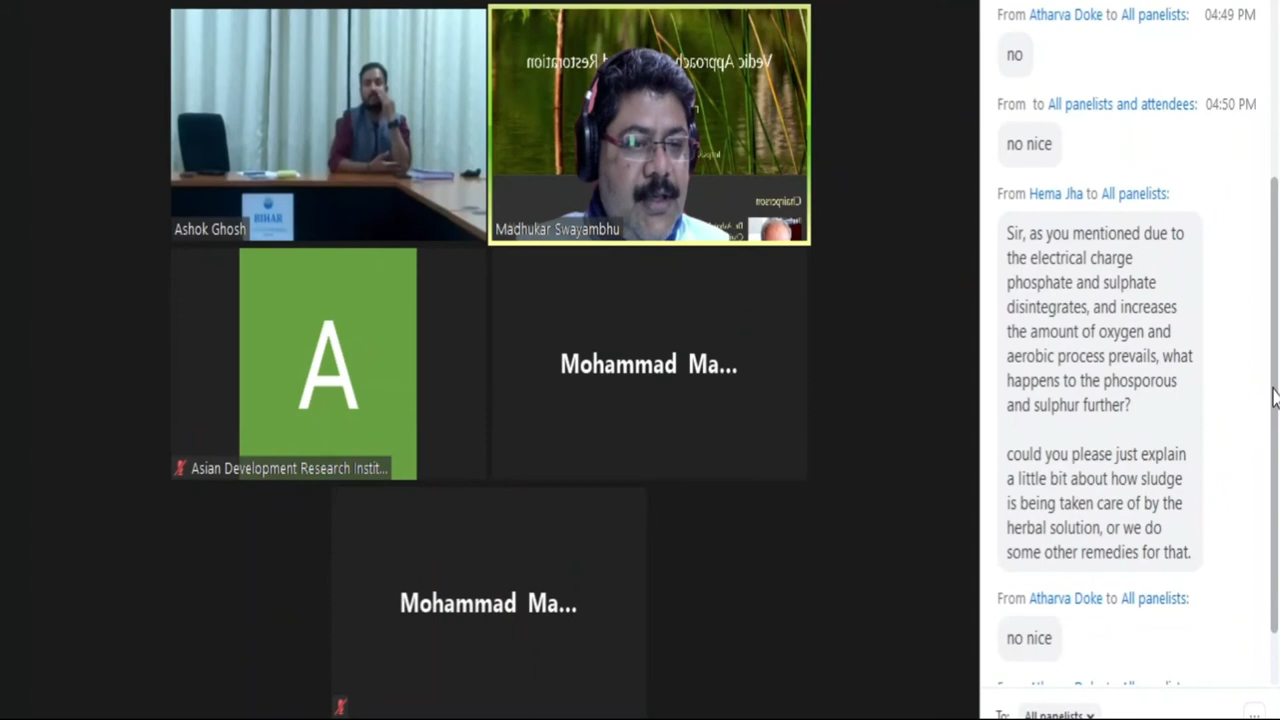 Vedic Approach
Restoration
Chairperson
BIHAR
Ashok Ghosh
Madhukar Swayambhu
A
Asian Development Research Instit...
Mohammad Ma...
Mohammad Ma...
From Atharva Doke to All panelists: 04:49 PM
no
From to All panelists and attendees: 04:50 PM
no nice
From Hema Jha to All panelists:
Sir, as you mentioned due to
the electrical charge
phosphate and sulphate
disintegrates, and increases
the amount of oxygen and
aerobic process prevails, what
happens to the phosporous
and sulphur further?
could you please just explain
a little bit about how sludge
is being taken care of by the
herbal solution, or we do
some other remedies for that.
From Atharva Doke to All panelists:
no nice
To: All panelists